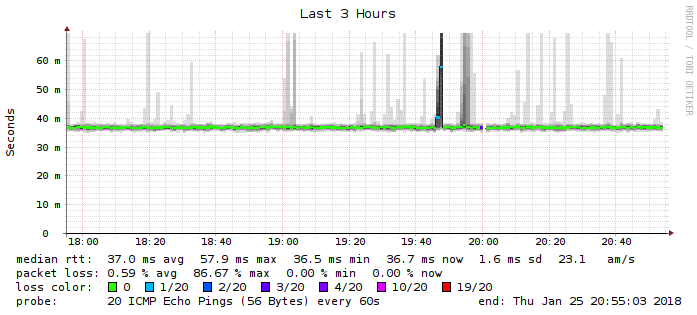 Last 3 Hours
RRDTOOL / TOBI OETIKER
Seconds
60 m
50 m
40 m
30 m
20 m
10 m
0
18:00 18:20 18:40 19:00 19:20 19:40 20:00 20:20 20:40
median rtt: 37.0 ms avg 57.9 ms max 36.5 ms min 36.7 ms now 1.6 ms sd 23.1 am/s
packet loss: 0.59 % avg 86.67 % max 0.00 % min 0.00 % now
loss color: 0 1/20 2/20 3/20 4/20 10/20 19/20
probe: 20 ICMP Echo Pings (56 Bytes) every 60s end: Thu Jan 25 20:55:03 2018